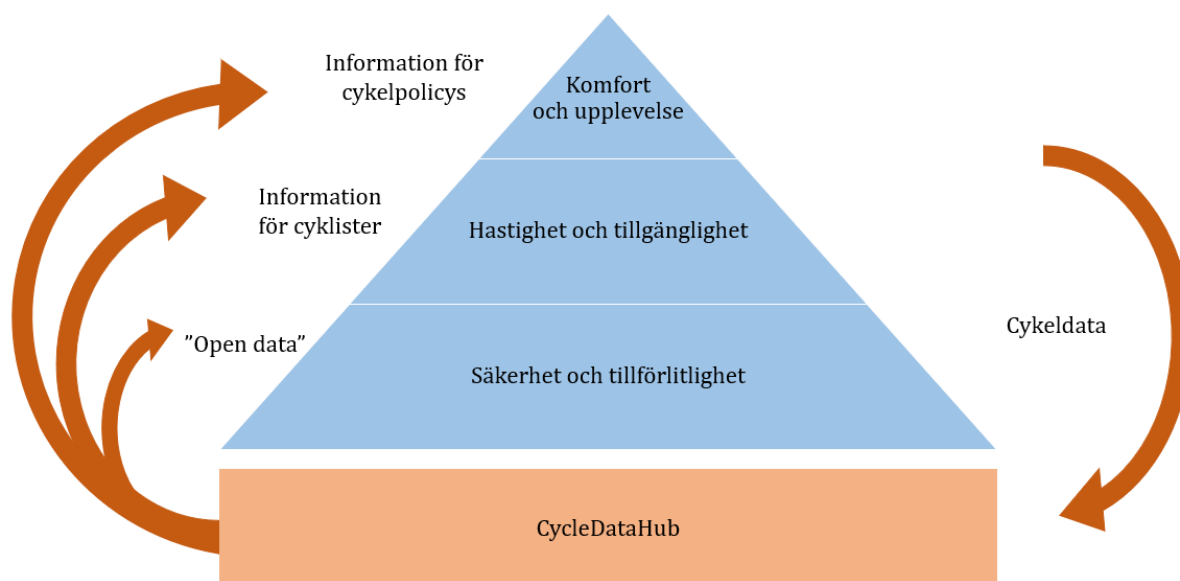 Information för
cykelpolicys
Komfort
och upplevelse
Information
för cyklister
Hastighet och tillgänglighet
”Open data”
Cykeldata
Säkerhet och tillförlitlighet
CycleDataHub